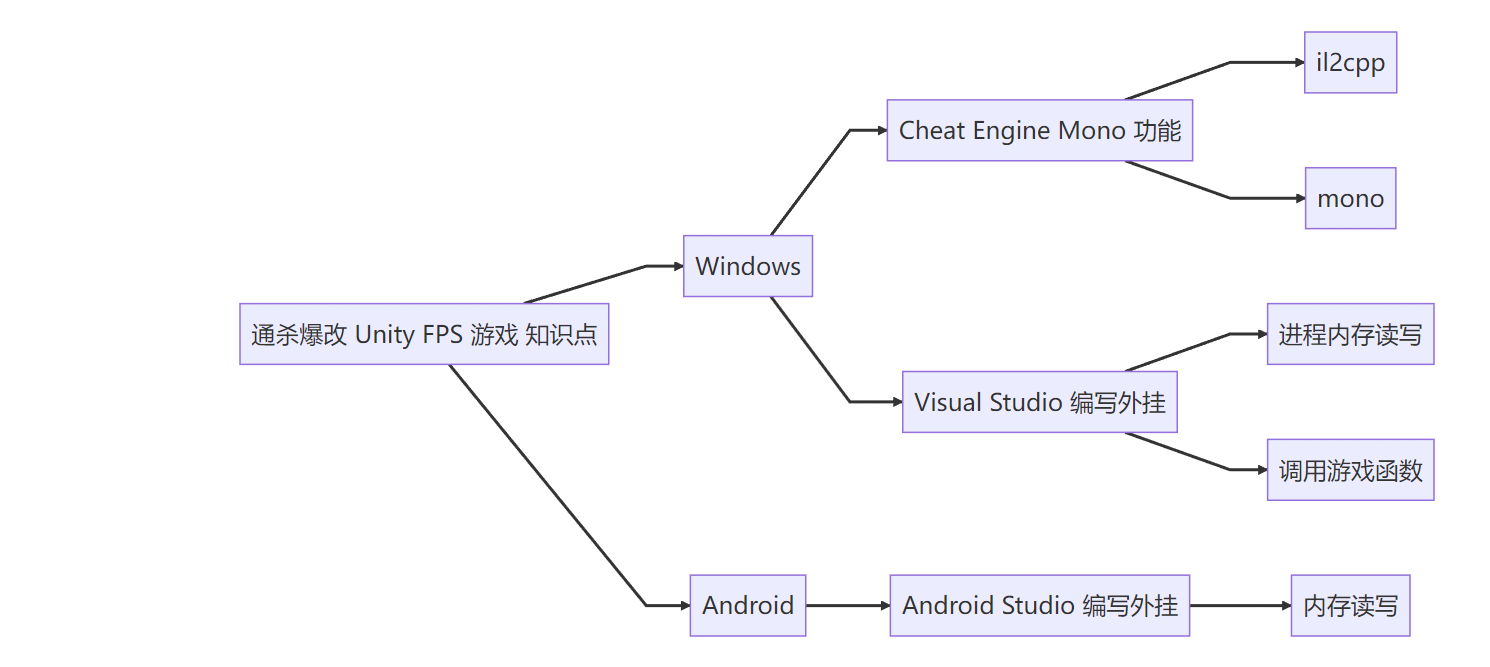 il2cpp
Cheat Engine Mono 功能
mono
Windows
通杀爆改 Unity FPS 游戏 知识点
进程内存读写
Visual Studio 编写外挂
调用游戏函数
Android
Android Studio 编写外挂
内存读写